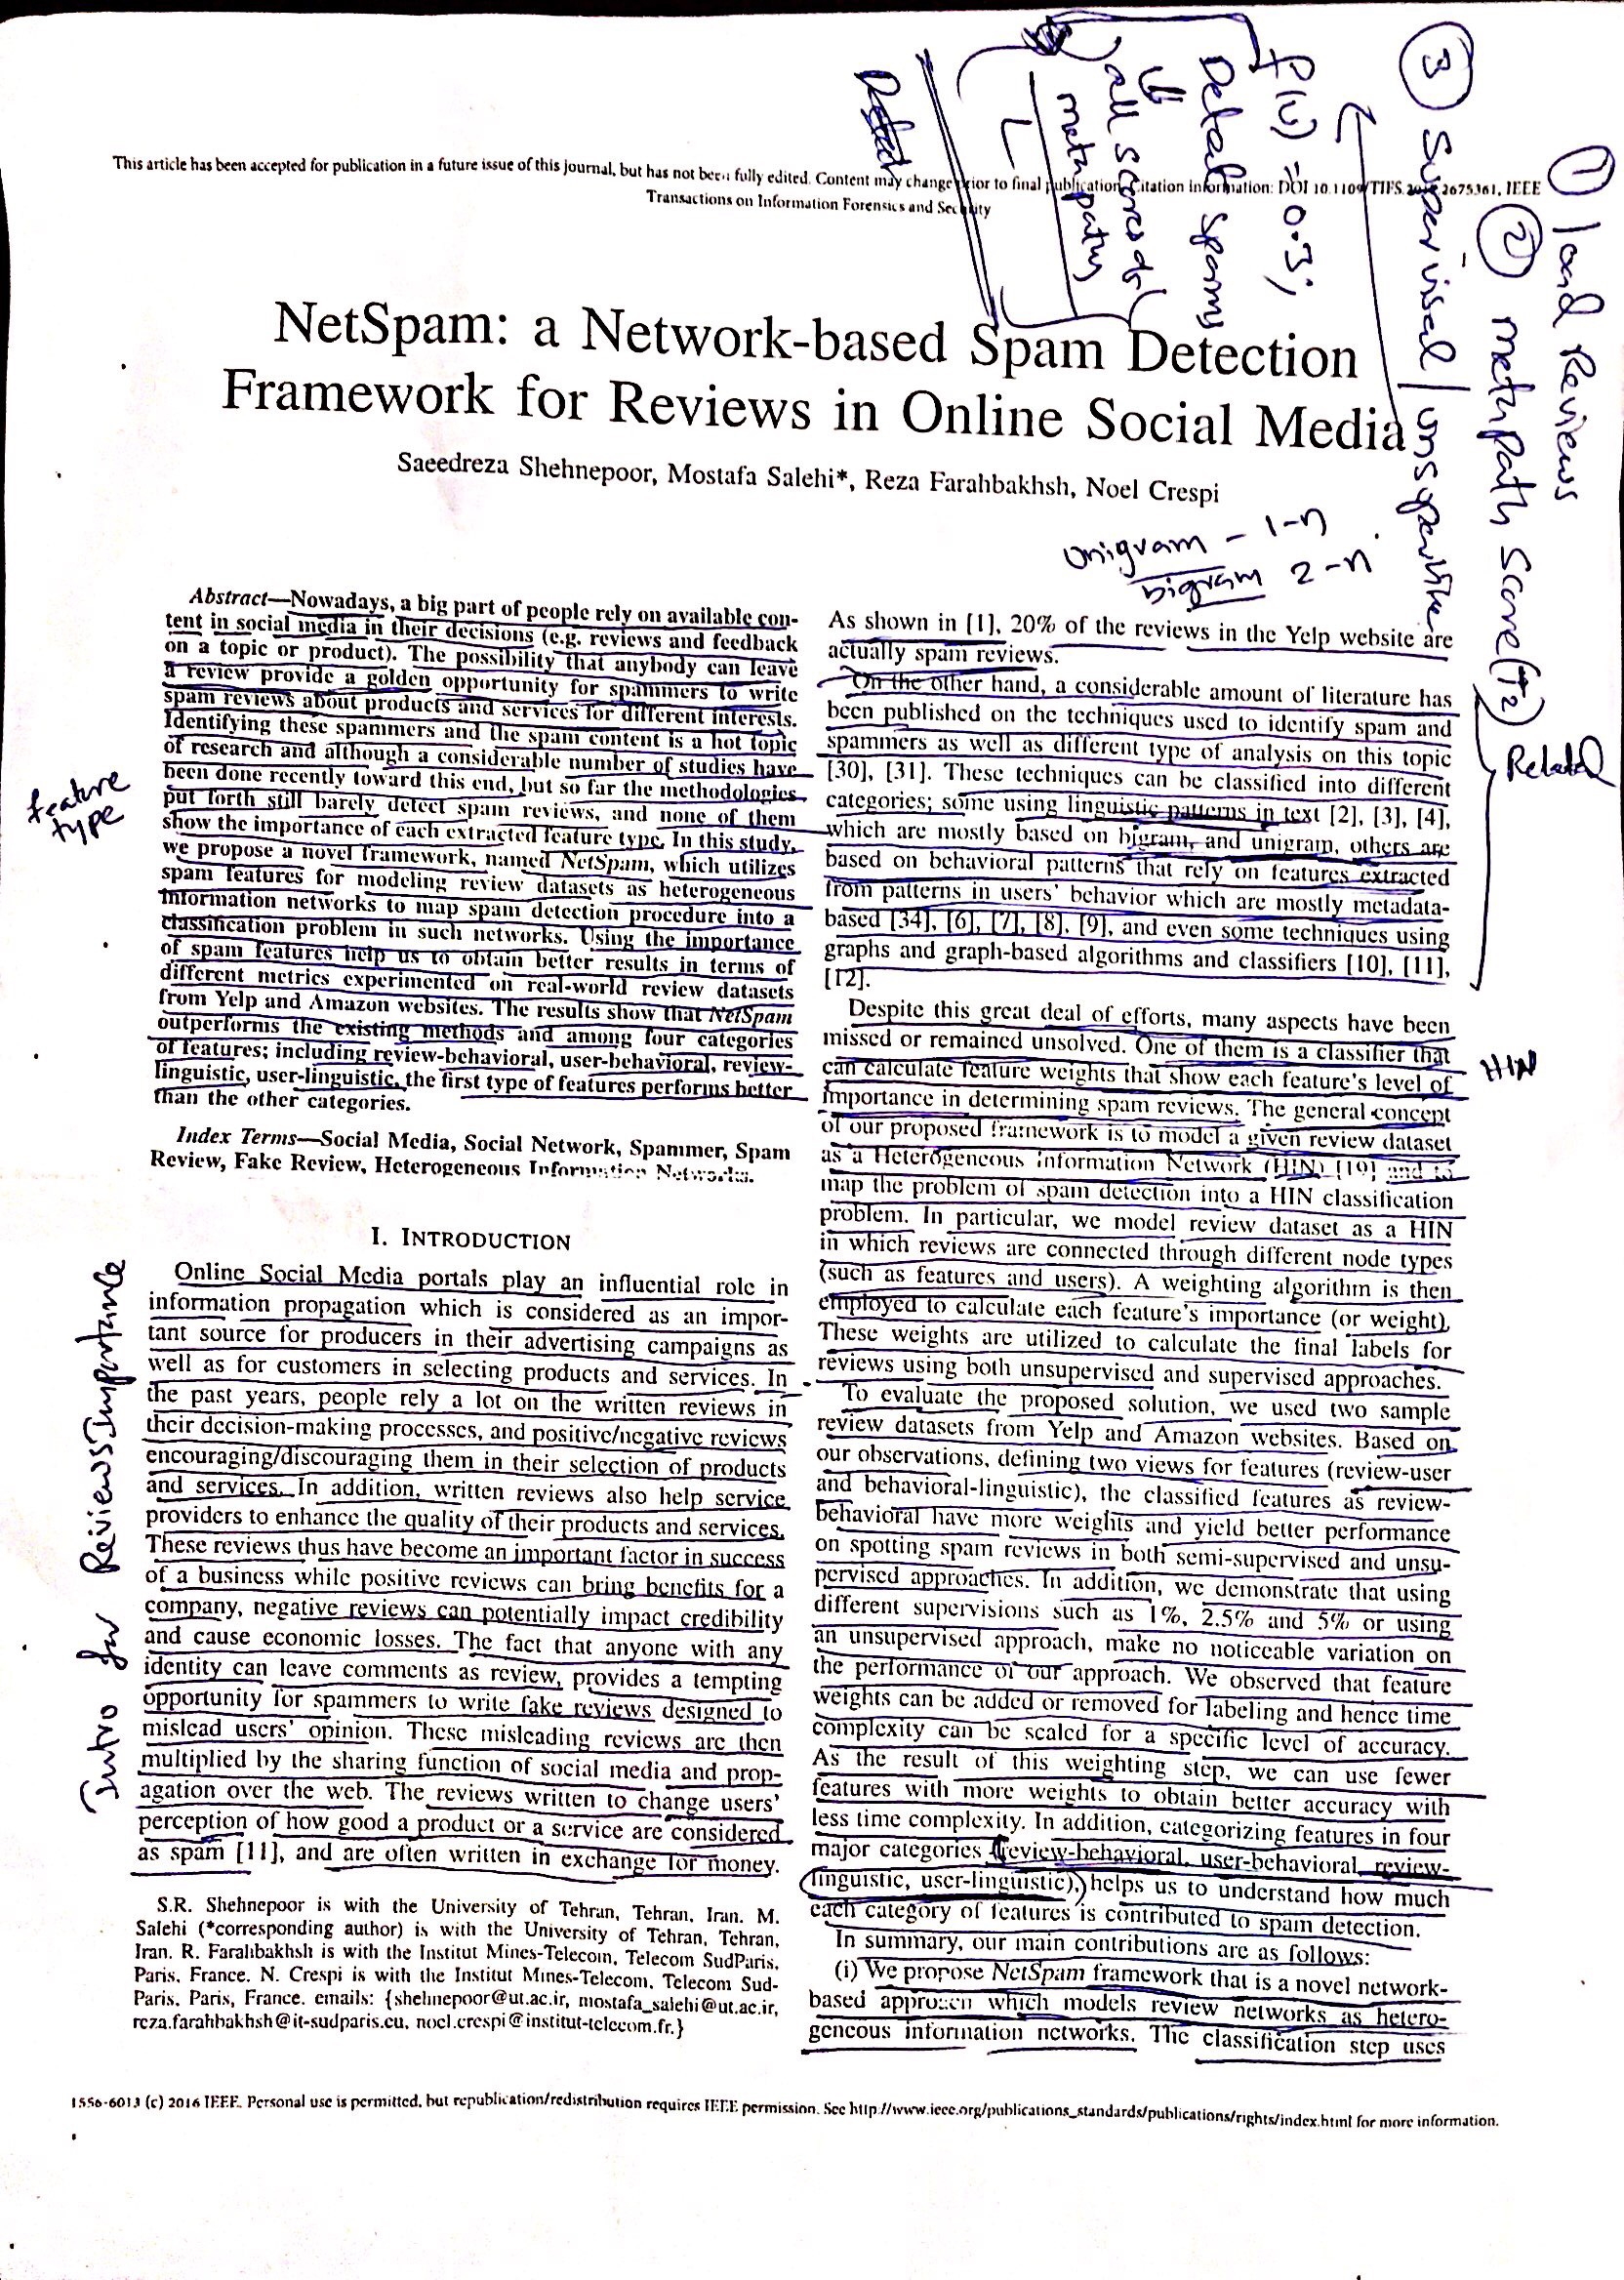 ① load Reviews
② metapath Score(T2)
③ Supervised / unsupervised
P(u) = 0.3;
Detect spams
all scores of
metapaths
This article has been accepted for publication in a future issue of this journal, but has not been fully edited. Content may change prior to final publication. Citation information: DOI 10.1109/TIFS.2017.2675361, IEEE
Transactions on Information Forensics and Security
NetSpam: a Network-based Spam Detection
Framework for Reviews in Online Social Media
Saeedreza Shehnepoor, Mostafa Salehi*, Reza Farahbakhsh, Noel Crespi
unigram - 1-n
bigram 2-n
feature
type
Abstract—Nowadays, a big part of people rely on available con-
tent in social media in their decisions (e.g. reviews and feedback
on a topic or product). The possibility that anybody can leave
a review provide a golden opportunity for spammers to write
spam reviews about products and services for different interests.
Identifying these spammers and the spam content is a hot topic
of research and although a considerable number of studies have
been done recently toward this end, but so far the methodologies
put forth still barely detect spam reviews, and none of them
show the importance of each extracted feature type. In this study,
we propose a novel framework, named NetSpam, which utilizes
spam features for modeling review datasets as heterogeneous
information networks to map spam detection procedure into a
classification problem in such networks. Using the importance
of spam features help us to obtain better results in terms of
different metrics experimented on real-world review datasets
from Yelp and Amazon websites. The results show that NetSpam
outperforms the existing methods and among four categories
of features; including review-behavioral, user-behavioral, review-
linguistic, user-linguistic, the first type of features performs better
than the other categories.
Index Terms—Social Media, Social Network, Spammer, Spam
Review, Fake Review, Heterogeneous Information Networks.
I. INTRODUCTION
Intro for Reviews Importance
Online Social Media portals play an influential role in
information propagation which is considered as an impor-
tant source for producers in their advertising campaigns as
well as for customers in selecting products and services. In
the past years, people rely a lot on the written reviews in
their decision-making processes, and positive/negative reviews
encouraging/discouraging them in their selection of products
and services. In addition, written reviews also help service
providers to enhance the quality of their products and services.
These reviews thus have become an important factor in success
of a business while positive reviews can bring benefits for a
company, negative reviews can potentially impact credibility
and cause economic losses. The fact that anyone with any
identity can leave comments as review, provides a tempting
opportunity for spammers to write fake reviews designed to
mislead users' opinion. These misleading reviews are then
multiplied by the sharing function of social media and prop-
agation over the web. The reviews written to change users'
perception of how good a product or a service are considered
as spam [11], and are often written in exchange for money.
S.R. Shehnepoor is with the University of Tehran, Tehran, Iran. M.
Salehi (*corresponding author) is with the University of Tehran, Tehran,
Iran. R. Farahbakhsh is with the Institut Mines-Telecom, Telecom SudParis,
Paris, France. N. Crespi is with the Institut Mines-Telecom, Telecom Sud-
Paris. Paris, France. emails: {shehnepoor@ut.ac.ir, mostafa_salehi@ut.ac.ir,
reza.farahbakhsh@it-sudparis.eu, noel.crespi@institut-telecom.fr.}
As shown in [1], 20% of the reviews in the Yelp website are
actually spam reviews.
On the other hand, a considerable amount of literature has
been published on the techniques used to identify spam and
spammers as well as different type of analysis on this topic
[30], [31]. These techniques can be classified into different
categories; some using linguistic patterns in text [2], [3], [4],
which are mostly based on bigram, and unigram, others are
based on behavioral patterns that rely on features extracted
from patterns in users' behavior which are mostly metadata-
based [34], [6], [7], [8], [9], and even some techniques using
graphs and graph-based algorithms and classifiers [10], [11],
[12].
Related
Despite this great deal of efforts, many aspects have been
missed or remained unsolved. One of them is a classifier that
can calculate feature weights that show each feature's level of
importance in determining spam reviews. The general concept
of our proposed framework is to model a given review dataset
as a Heterogeneous Information Network (HIN) [19] and to
map the problem of spam detection into a HIN classification
problem. In particular, we model review dataset as a HIN
in which reviews are connected through different node types
(such as features and users). A weighting algorithm is then
employed to calculate each feature's importance (or weight).
These weights are utilized to calculate the final labels for
reviews using both unsupervised and supervised approaches.
HIN
To evaluate the proposed solution, we used two sample
review datasets from Yelp and Amazon websites. Based on
our observations, defining two views for features (review-user
and behavioral-linguistic), the classified features as review-
behavioral have more weights and yield better performance
on spotting spam reviews in both semi-supervised and unsu-
pervised approaches. In addition, we demonstrate that using
different supervisions such as 1%, 2.5% and 5% or using
an unsupervised approach, make no noticeable variation on
the performance of our approach. We observed that feature
weights can be added or removed for labeling and hence time
complexity can be scaled for a specific level of accuracy.
As the result of this weighting step, we can use fewer
features with more weights to obtain better accuracy with
less time complexity. In addition, categorizing features in four
major categories (review-behavioral, user-behavioral, review-
linguistic, user-linguistic), helps us to understand how much
each category of features is contributed to spam detection.
In summary, our main contributions are as follows:
(i) We propose NetSpam framework that is a novel network-
based approach which models review networks as hetero-
geneous information networks. The classification step uses
1556-6013 (c) 2016 IEEE. Personal use is permitted, but republication/redistribution requires IEEE permission. See http://www.ieee.org/publications_standards/publications/rights/index.html for more information.